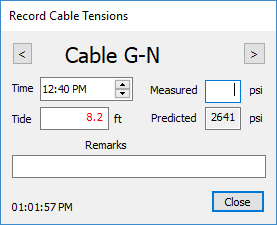 Record Cable Tensions
< Cable G-N >
Time 12:40 PM Measured psi
Tide 8.2 ft Predicted 2641 psi
Remarks
01:01:57 PM Close